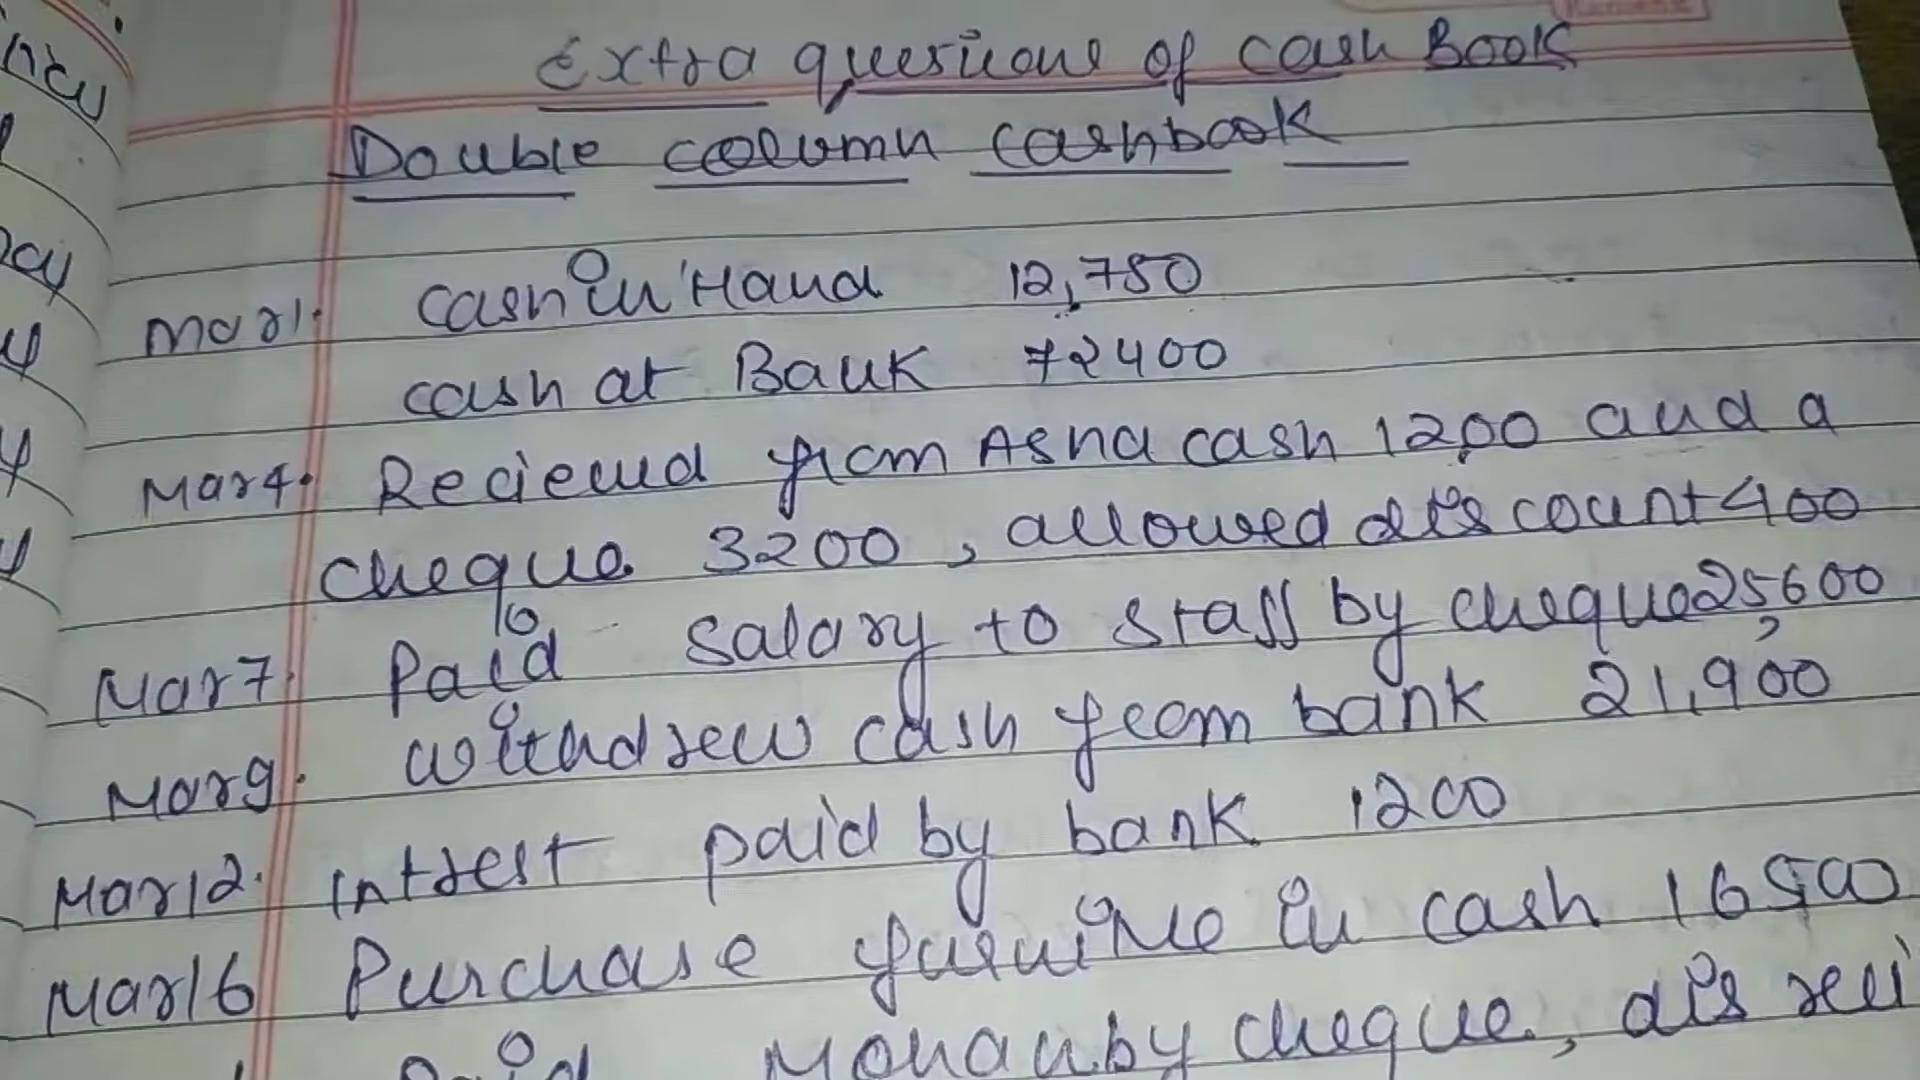 Extra questions of cash Book
Double column cashbook
Mar1. cash in Hand 12,750
cash at Bank 72400
Mar4. Recieved from Asha cash 1200 and a
cheque 3200, allowed discount 400
Mar7. Paid salary to staff by cheque 25,600
Mar9. withdrew cash from bank 21,900
Mar12. Intrest paid by bank 1200
Mar16 Purchase in cash 16500
Paid Mohan by cheque, dis reci